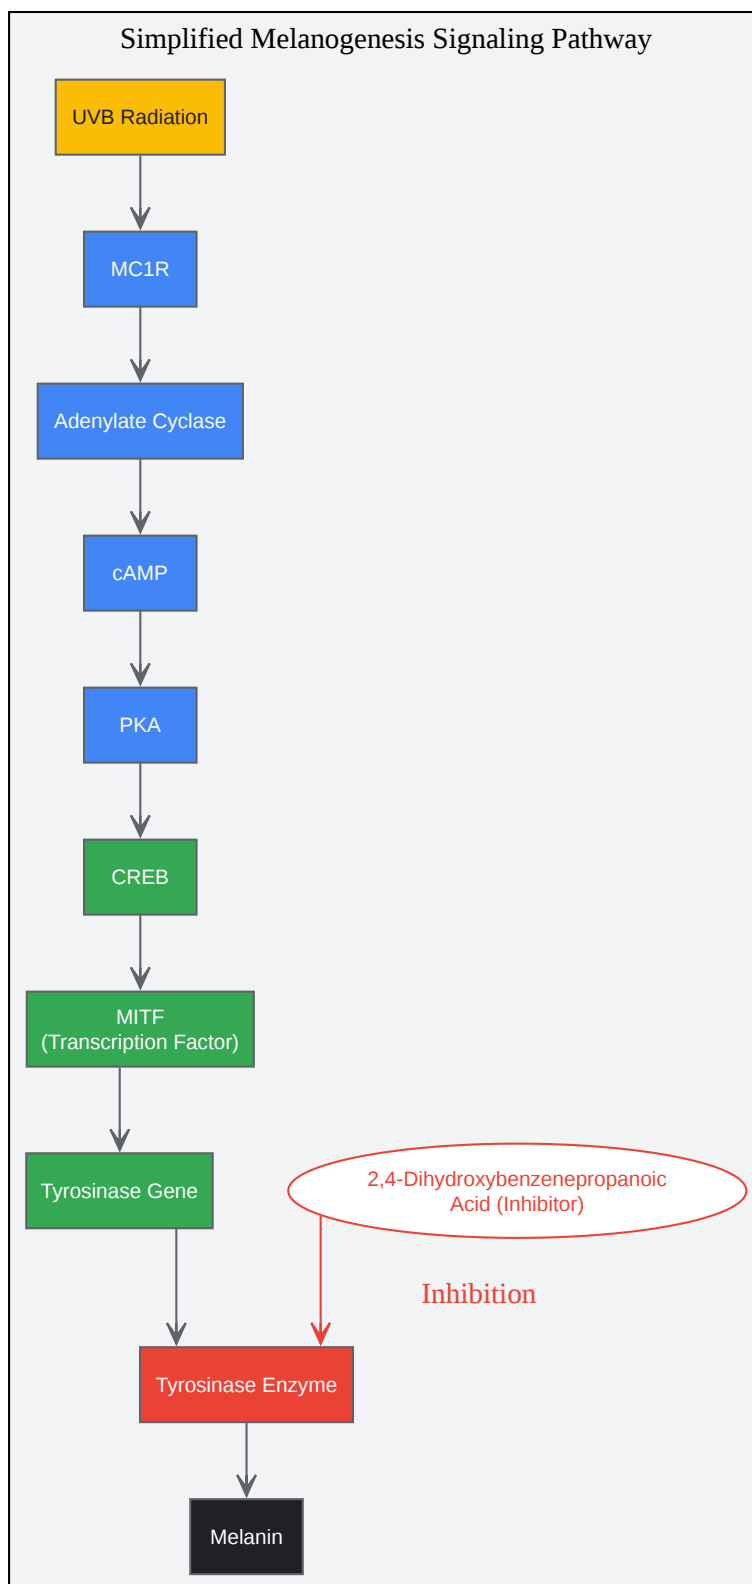 Simplified Melanogenesis Signaling Pathway
UVB Radiation
MC1R
Adenylate Cyclase
cAMP
PKA
CREB
MITF
(Transcription Factor)
Tyrosinase Gene
2,4-Dihydroxybenzenepropanoic
Acid (Inhibitor)
Inhibition
Tyrosinase Enzyme
Melanin